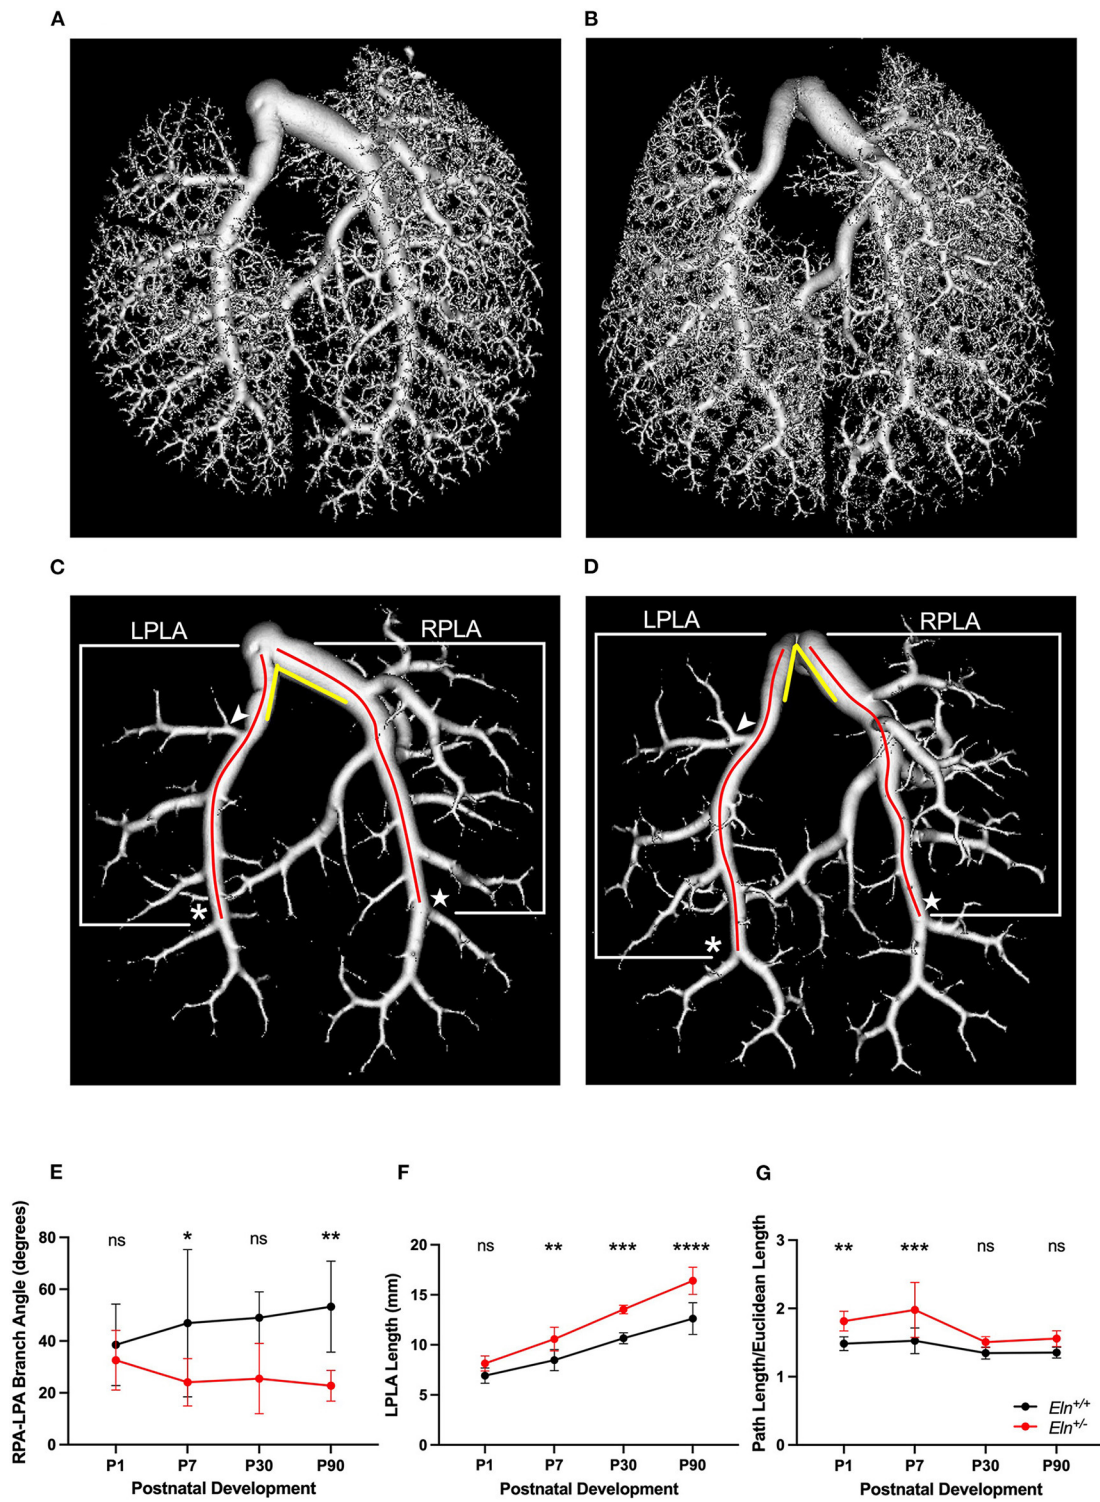 A
B
C
D
LPLA
RPLA
*
★
LPLA
RPLA
*
★
E
RPA-LPA Branch Angle (degrees)
80
60
40
20
0
ns
*
ns
**
P1
P7
P30
P90
Postnatal Development
F
LPLA Length (mm)
20
15
10
5
0
ns
**
***
****
P1
P7
P30
P90
Postnatal Development
G
Path Length/Euclidean Length
3
2
1
0
**
***
ns
ns
Eln+/+
Eln+/-
P1
P7
P30
P90
Postnatal Development